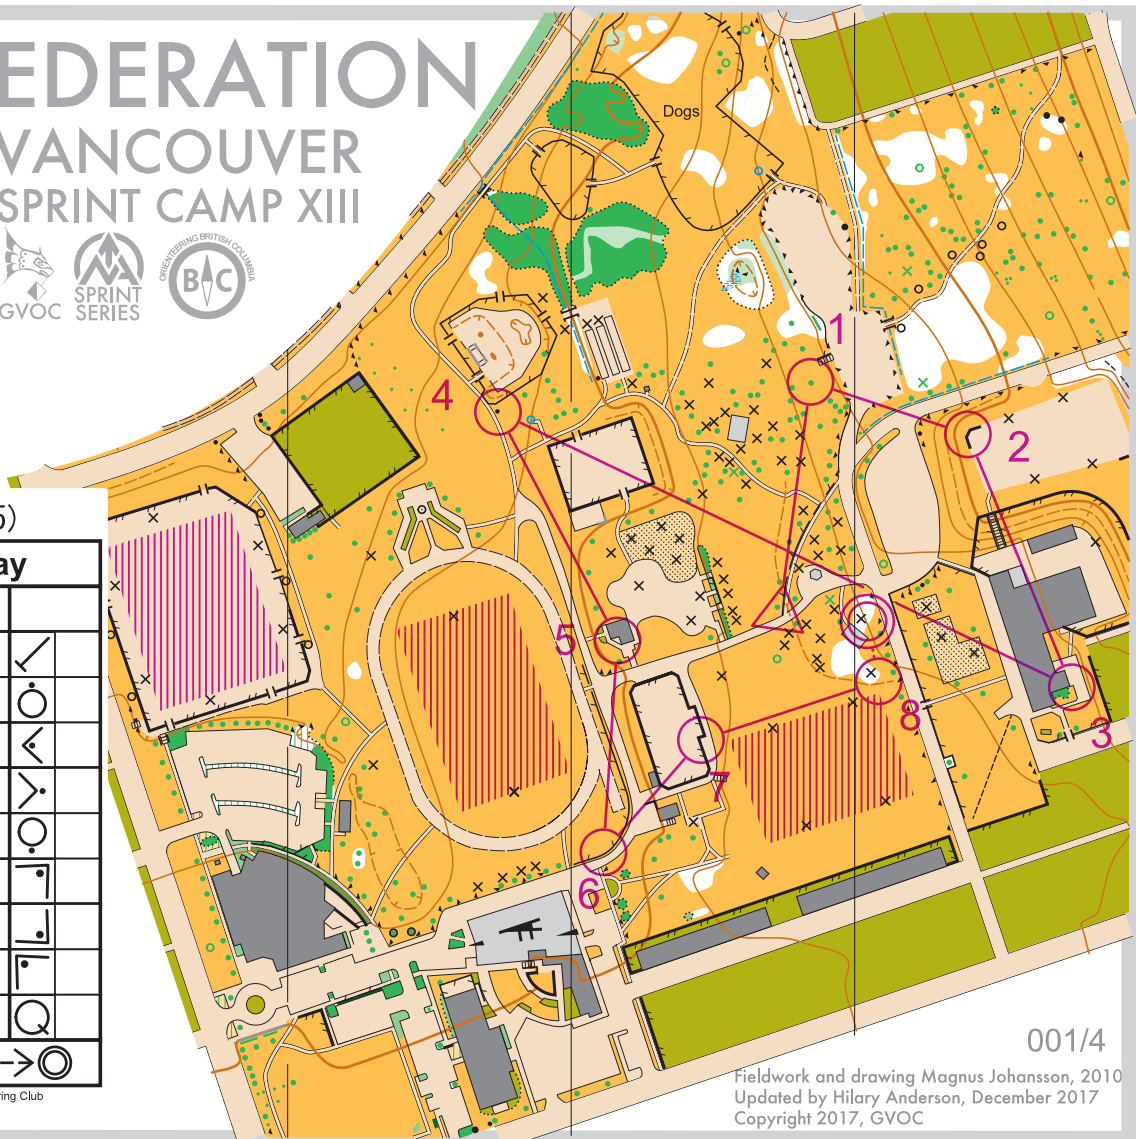 EDERATION
VANCOUVER
SPRINT CAMP XIII
GVOC
SPRINT
SERIES
ORIENTEERING BRITISH COLUMBIA
B C
Dogs
1
2
3
4
5
6
7
8
5)
ay
ring Club
001/4
Fieldwork and drawing Magnus Johansson, 2010
Updated by Hilary Anderson, December 2017
Copyright 2017, GVOC